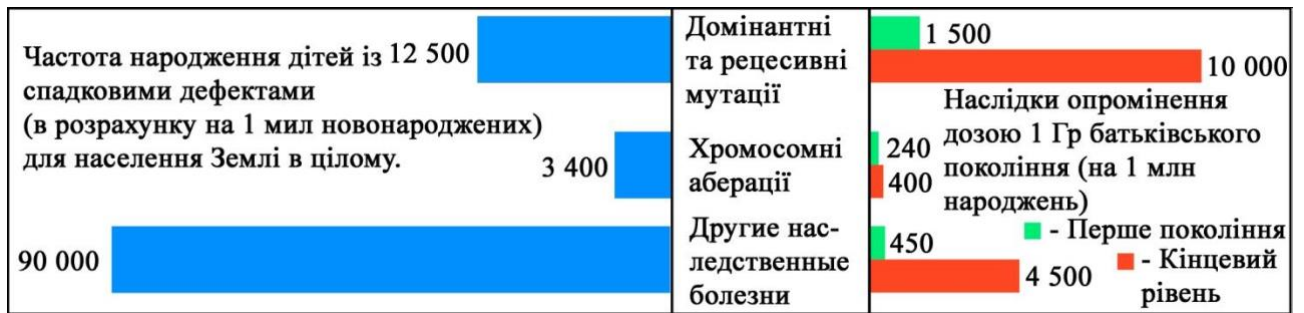 Частота народження дітей із 12 500
спадковими дефектами
(в розрахунку на 1 мил новонароджених)
для населення Землі в цілому.
3 400
90 000
Домінантні
та рецесивні
мутації
Хромосомні
аберації
Другие нас-
ледственные
болезни
1 500
10 000
Наслідки опромінення
дозою 1 Гр батьківського
покоління (на 1 млн
народжень)
240
400
450
4 500
- Перше покоління
- Кінцевий
рівень